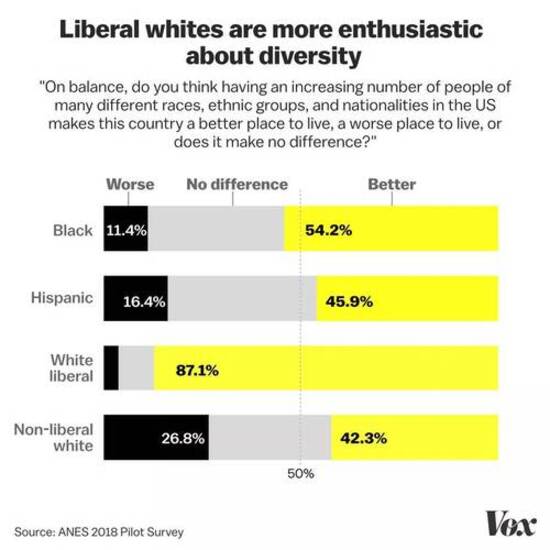 Liberal whites are more enthusiastic
about diversity
"On balance, do you think having an increasing number of people of
many different races, ethnic groups, and nationalities in the US
makes this country a better place to live, a worse place to live, or
does it make no difference?"
Worse No difference Better
Black 11.4% 54.2%
Hispanic 16.4% 45.9%
White
liberal 87.1%
Non-liberal
white 26.8% 42.3%
50%
Source: ANES 2018 Pilot Survey
Vox